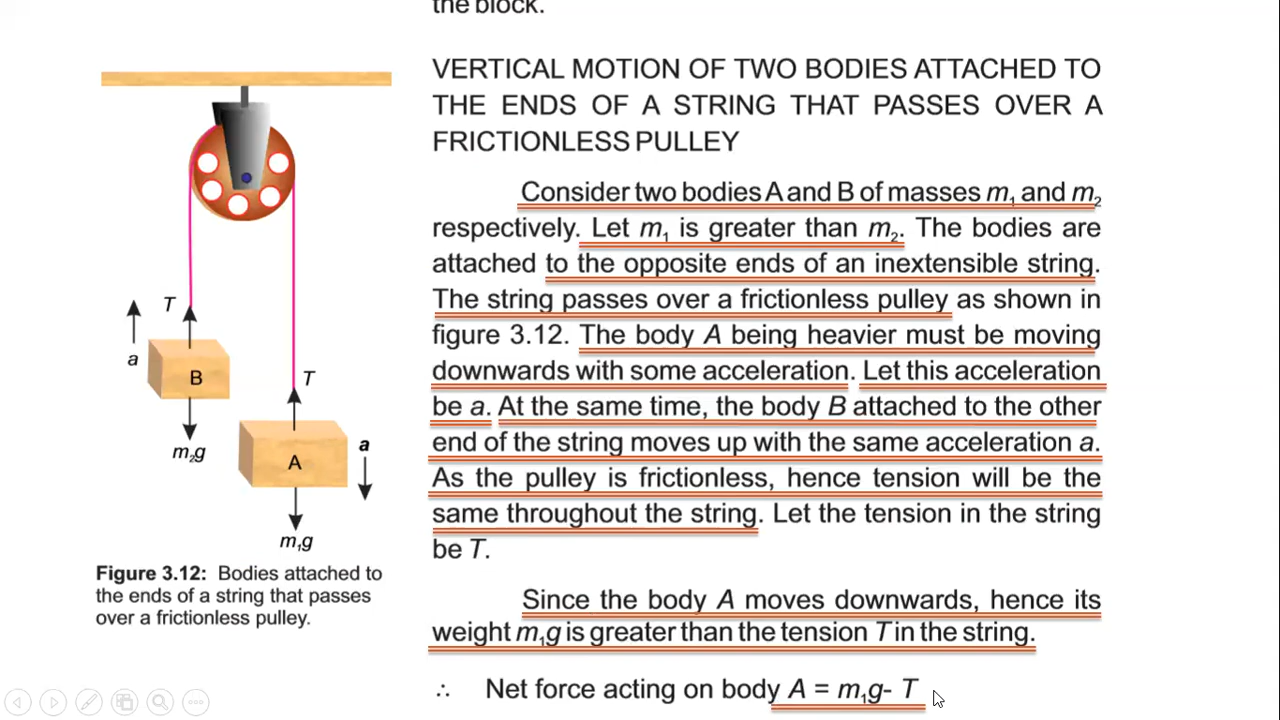 the block.
VERTICAL MOTION OF TWO BODIES ATTACHED TO
THE ENDS OF A STRING THAT PASSES OVER A
FRICTIONLESS PULLEY
Consider two bodies A and B of masses m₁ and m₂
respectively. Let m₁ is greater than m₂. The bodies are
attached to the opposite ends of an inextensible string.
The string passes over a frictionless pulley as shown in
figure 3.12. The body A being heavier must be moving
downwards with some acceleration. Let this acceleration
be a. At the same time, the body B attached to the other
end of the string moves up with the same acceleration a.
As the pulley is frictionless, hence tension will be the
same throughout the string. Let the tension in the string
be T.
Since the body A moves downwards, hence its
weight m₁g is greater than the tension T in the string.
∴ Net force acting on body A = m₁g- T
T
a
B
m₂g
T
A
a
m₁g
Figure 3.12: Bodies attached to
the ends of a string that passes
over a frictionless pulley.